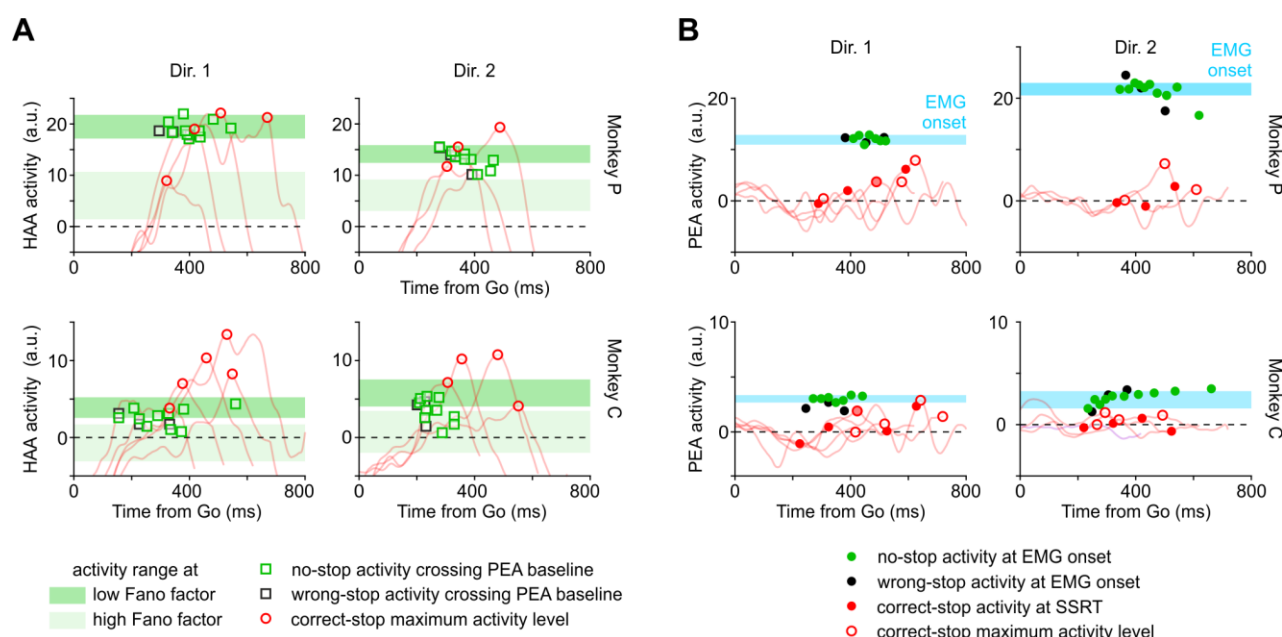 A
B
Dir. 1
Dir. 2
HAA activity (a.u.)
20
10
0
0
400
800
0
400
800
Time from Go (ms)
Monkey P
HAA activity (a.u.)
10
0
0
400
800
Time from Go (ms)
0
400
800
Time from Go (ms)
Monkey C
activity range at
low Fano factor
high Fano factor
no-stop activity crossing PEA baseline
wrong-stop activity crossing PEA baseline
correct-stop maximum activity level
Dir. 1
Dir. 2
EMG
onset
EMG
onset
PEA activity (a.u.)
20
0
0
400
800
20
0
0
400
800
Monkey P
PEA activity (a.u.)
10
0
0
400
800
Time from Go (ms)
10
0
0
400
800
Time from Go (ms)
Monkey C
no-stop activity at EMG onset
wrong-stop activity at EMG onset
correct-stop activity at SSRT
correct-stop maximum activity level